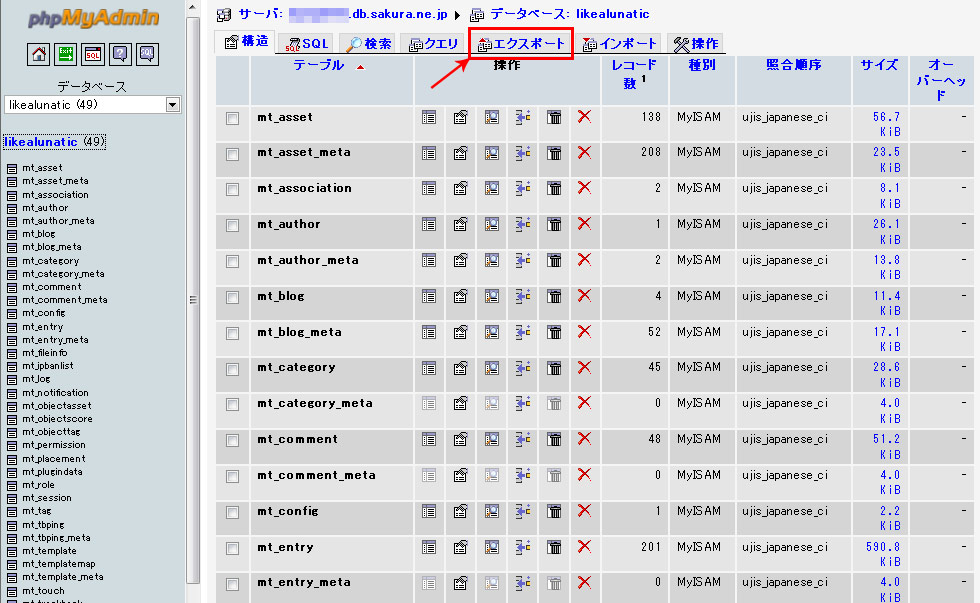 phpMyAdmin
データベース
likealunatic (49)
likealunatic (49)
mt_asset
mt_asset_meta
mt_association
mt_author
mt_author_meta
mt_blog
mt_blog_meta
mt_category
mt_category_meta
mt_comment
mt_comment_meta
mt_config
mt_entry
mt_entry_meta
mt_fileinfo
mt_ipbanlist
mt_log
mt_notification
mt_objectasset
mt_objectscore
mt_objecttag
mt_permission
mt_placement
mt_plugindata
mt_role
mt_session
mt_tag
mt_tbping
mt_tbping_meta
mt_template
mt_templatemap
mt_template_meta
mt_touch
サーバ: .db.sakura.ne.jp ▶ データベース: likealunatic
構造 SQL 検索 クエリ エクスポート インポート 操作
テーブル 操作 レコード数1 種別 照合順序 サイズ オーバーヘッド
mt_asset 138 MyISAM ujis_japanese_ci 56.7 KiB -
mt_asset_meta 208 MyISAM ujis_japanese_ci 23.5 KiB -
mt_association 2 MyISAM ujis_japanese_ci 8.1 KiB -
mt_author 1 MyISAM ujis_japanese_ci 26.1 KiB -
mt_author_meta 2 MyISAM ujis_japanese_ci 13.8 KiB -
mt_blog 4 MyISAM ujis_japanese_ci 11.4 KiB -
mt_blog_meta 52 MyISAM ujis_japanese_ci 17.1 KiB -
mt_category 45 MyISAM ujis_japanese_ci 28.6 KiB -
mt_category_meta 0 MyISAM ujis_japanese_ci 4.0 KiB -
mt_comment 48 MyISAM ujis_japanese_ci 51.2 KiB -
mt_comment_meta 0 MyISAM ujis_japanese_ci 4.0 KiB -
mt_config 1 MyISAM ujis_japanese_ci 2.2 KiB -
mt_entry 201 MyISAM ujis_japanese_ci 590.8 KiB -
mt_entry_meta 0 MyISAM ujis_japanese_ci 4.0 KiB -